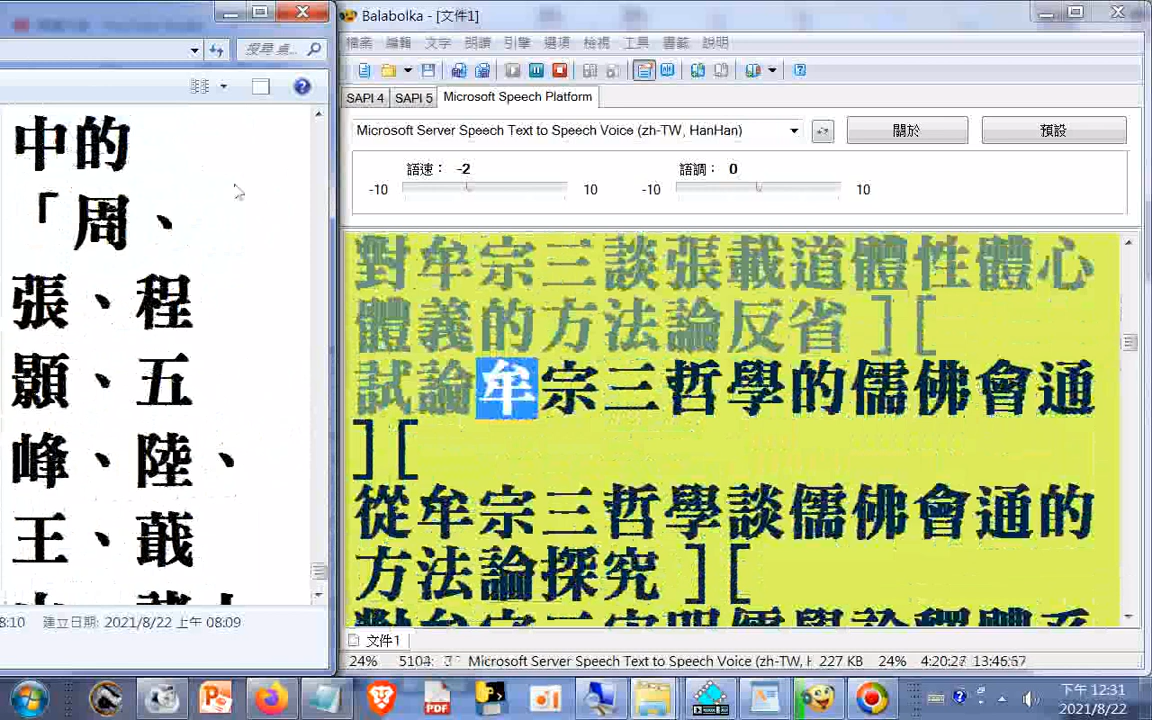 Balabolka - [文件1]
檔案 編輯 文字 朗讀 引擎 選項 檢視 工具 書籤 說明
SAPI 4 SAPI 5 Microsoft Speech Platform
Microsoft Server Speech Text to Speech Voice (zh-TW, HanHan)
關於
預設
語速： -2
語調： 0
-10 10
-10 10
對牟宗三談張載道體性體心
體義的方法論反省 ][
試論牟宗三哲學的儒佛會通
][
從牟宗三哲學談儒佛會通的
方法論探究 ][
文件1
24%
Microsoft Server Speech Text to Speech Voice (zh-TW, H
227 KB
24%
搜尋 桌...
中的
「周、
張、程
顥、五
峰、陸、
王、蕺
8:10 建立日期: 2021/8/22 上午 08:09
下午 12:31
2021/8/22